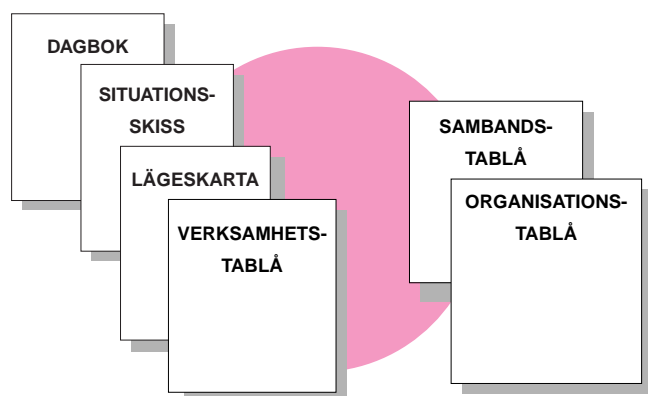 DAGBOK
SITUATIONS-
SKISS
LÄGESKARTA
VERKSAMHETS-
TABLÅ
SAMBANDS-
TABLÅ
ORGANISATIONS-
TABLÅ